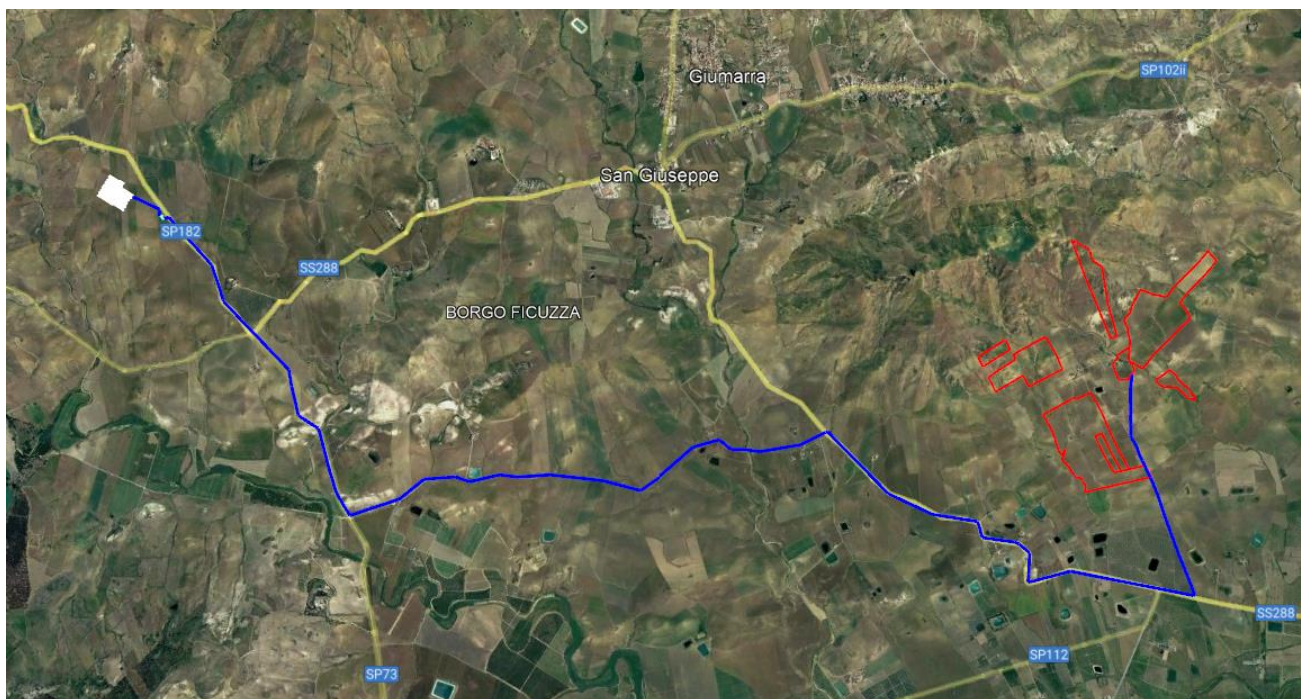 SP102ii
Giumarra
San Giuseppe
SP182
SS288
BORGO FICUZZA
SS288
SP112
SP73